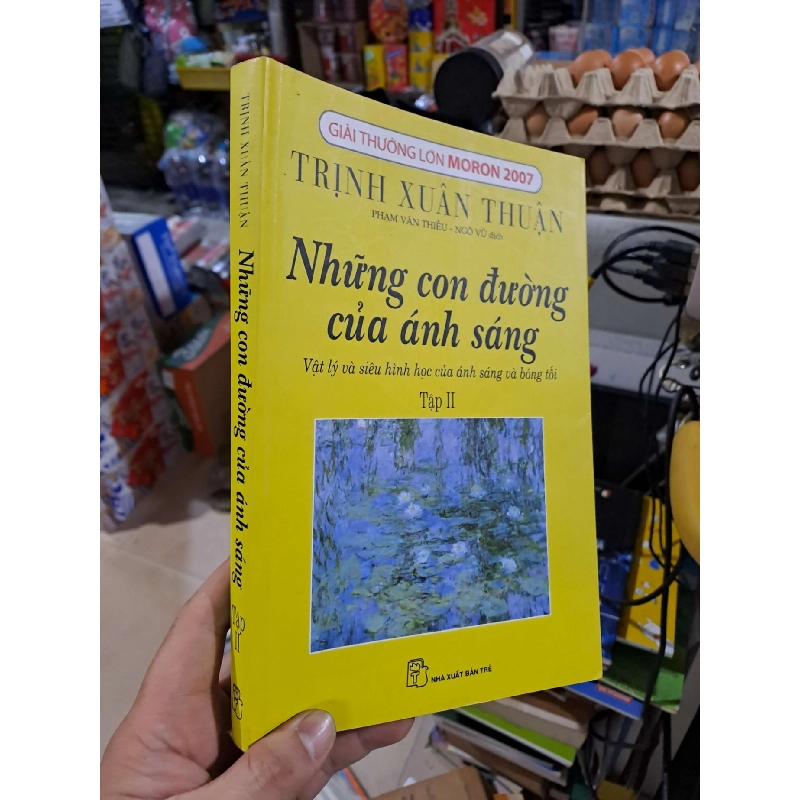 GIẢI THƯỞNG LỚN MORON 2007
TRỊNH XUÂN THUẬN
PHẠM VĂN THIỀU - NGÔ VŨ dịch
Những con đường
của ánh sáng
Vật lý và siêu hình học của ánh sáng và bóng tối
Tập II
NHÀ XUẤT BẢN TRẺ
TRỊNH XUÂN THUẬN
Những con đường của ánh sáng
Tập II